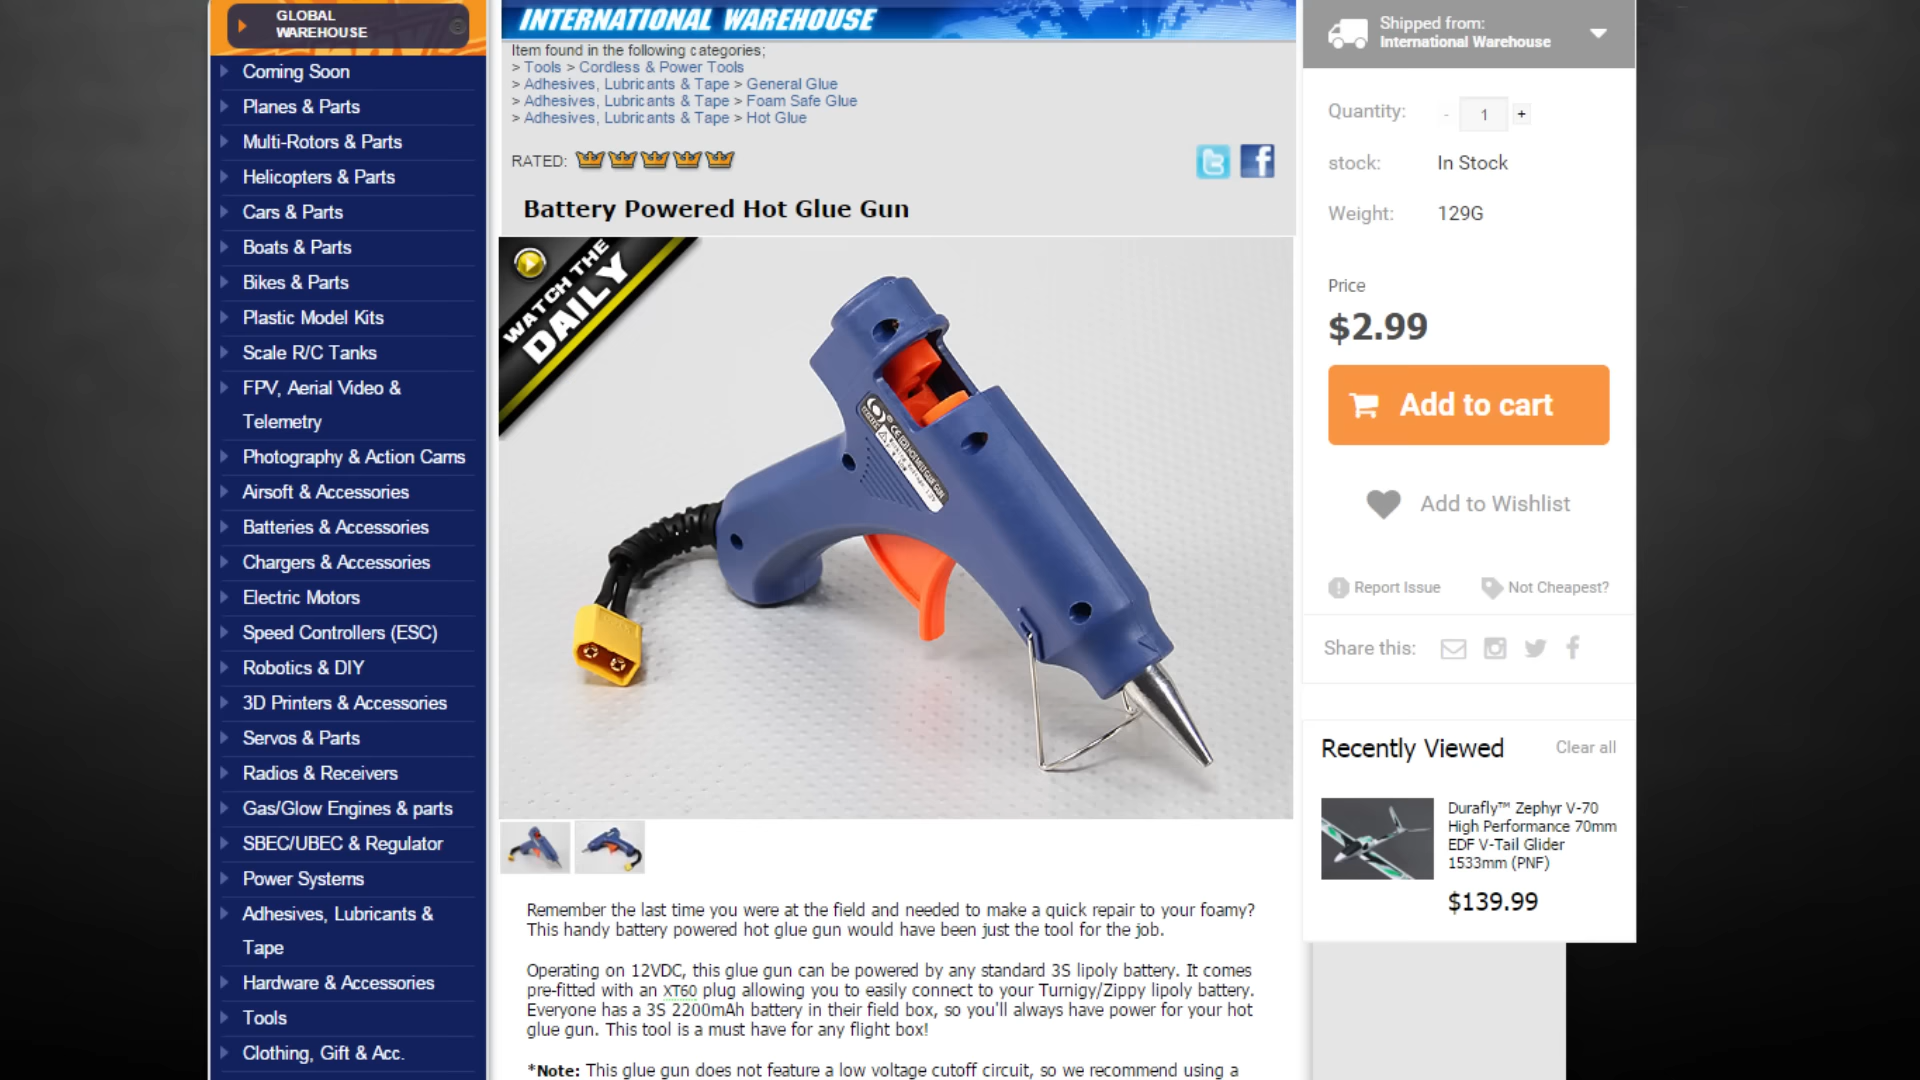 GLOBAL
WAREHOUSE
Coming Soon
Planes & Parts
Multi-Rotors & Parts
Helicopters & Parts
Cars & Parts
Boats & Parts
Bikes & Parts
Plastic Model Kits
Scale R/C Tanks
FPV, Aerial Video &
Telemetry
Photography & Action Cams
Airsoft & Accessories
Batteries & Accessories
Chargers & Accessories
Electric Motors
Speed Controllers (ESC)
Robotics & DIY
3D Printers & Accessories
Servos & Parts
Radios & Receivers
Gas/Glow Engines & parts
SBEC/UBEC & Regulator
Power Systems
Adhesives, Lubricants &
Tape
Hardware & Accessories
Tools
Clothing, Gift & Acc.
INTERNATIONAL WAREHOUSE
Item found in the following categories;
> Tools > Cordless & Power Tools
> Adhesives, Lubricants & Tape > General Glue
> Adhesives, Lubricants & Tape > Foam Safe Glue
> Adhesives, Lubricants & Tape > Hot Glue
RATED:
Battery Powered Hot Glue Gun
WATCH THE
DAILY
Remember the last time you were at the field and needed to make a quick repair to your foamy?
This handy battery powered hot glue gun would have been just the tool for the job.
Operating on 12VDC, this glue gun can be powered by any standard 3S lipoly battery. It comes
pre-fitted with an XT60 plug allowing you to easily connect to your Turnigy/Zippy lipoly battery.
Everyone has a 3S 2200mAh battery in their field box, so you'll always have power for your hot
glue gun. This tool is a must have for any flight box!
*Note: This glue gun does not feature a low voltage cutoff circuit, so we recommend using a
Shipped from:
International Warehouse
Quantity: - 1 +
stock: In Stock
Weight: 129G
Price
$2.99
Add to cart
Add to Wishlist
Report Issue Not Cheapest?
Share this:
Recently Viewed Clear all
Durafly™ Zephyr V-70
High Performance 70mm
EDF V-Tail Glider
1533mm (PNF)
$139.99